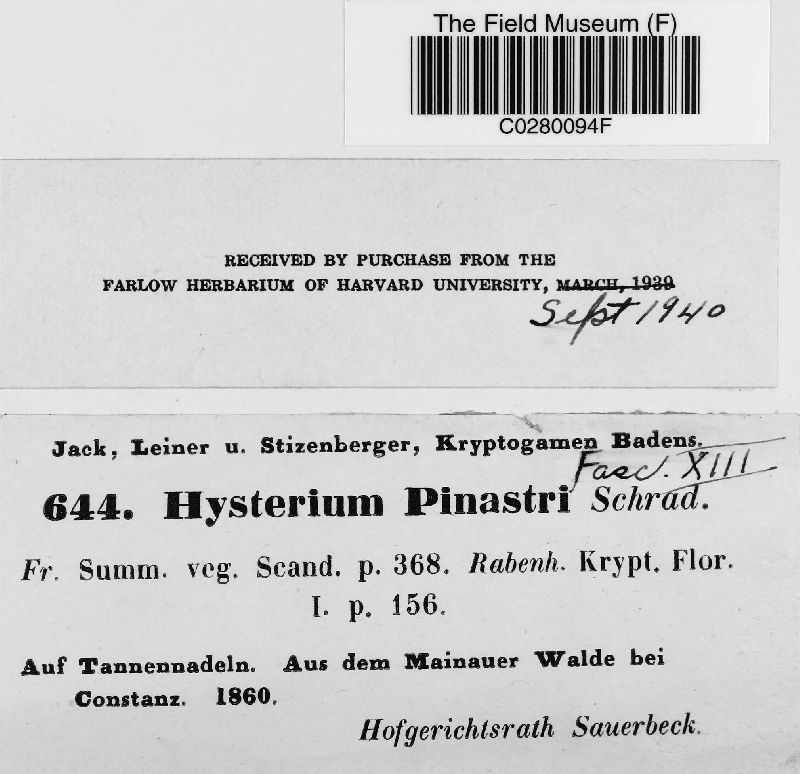 The Field Museum (F)
C0280094F
RECEIVED BY PURCHASE FROM THE
FARLOW HERBARIUM OF HARVARD UNIVERSITY, MARCH, 1939
Sept 1940
Jack, Leiner u. Stizenberger, Kryptogamen Badens.
Fasc. XIII
644. Hysterium Pinastri Schrad.
Fr. Summ. veg. Scand. p. 368. Rabenh. Krypt. Flor.
I. p. 156.
Auf Tannennadeln. Aus dem Mainauer Walde bei
Constanz. 1860.
Hofgerichtsrath Sauerbeck.